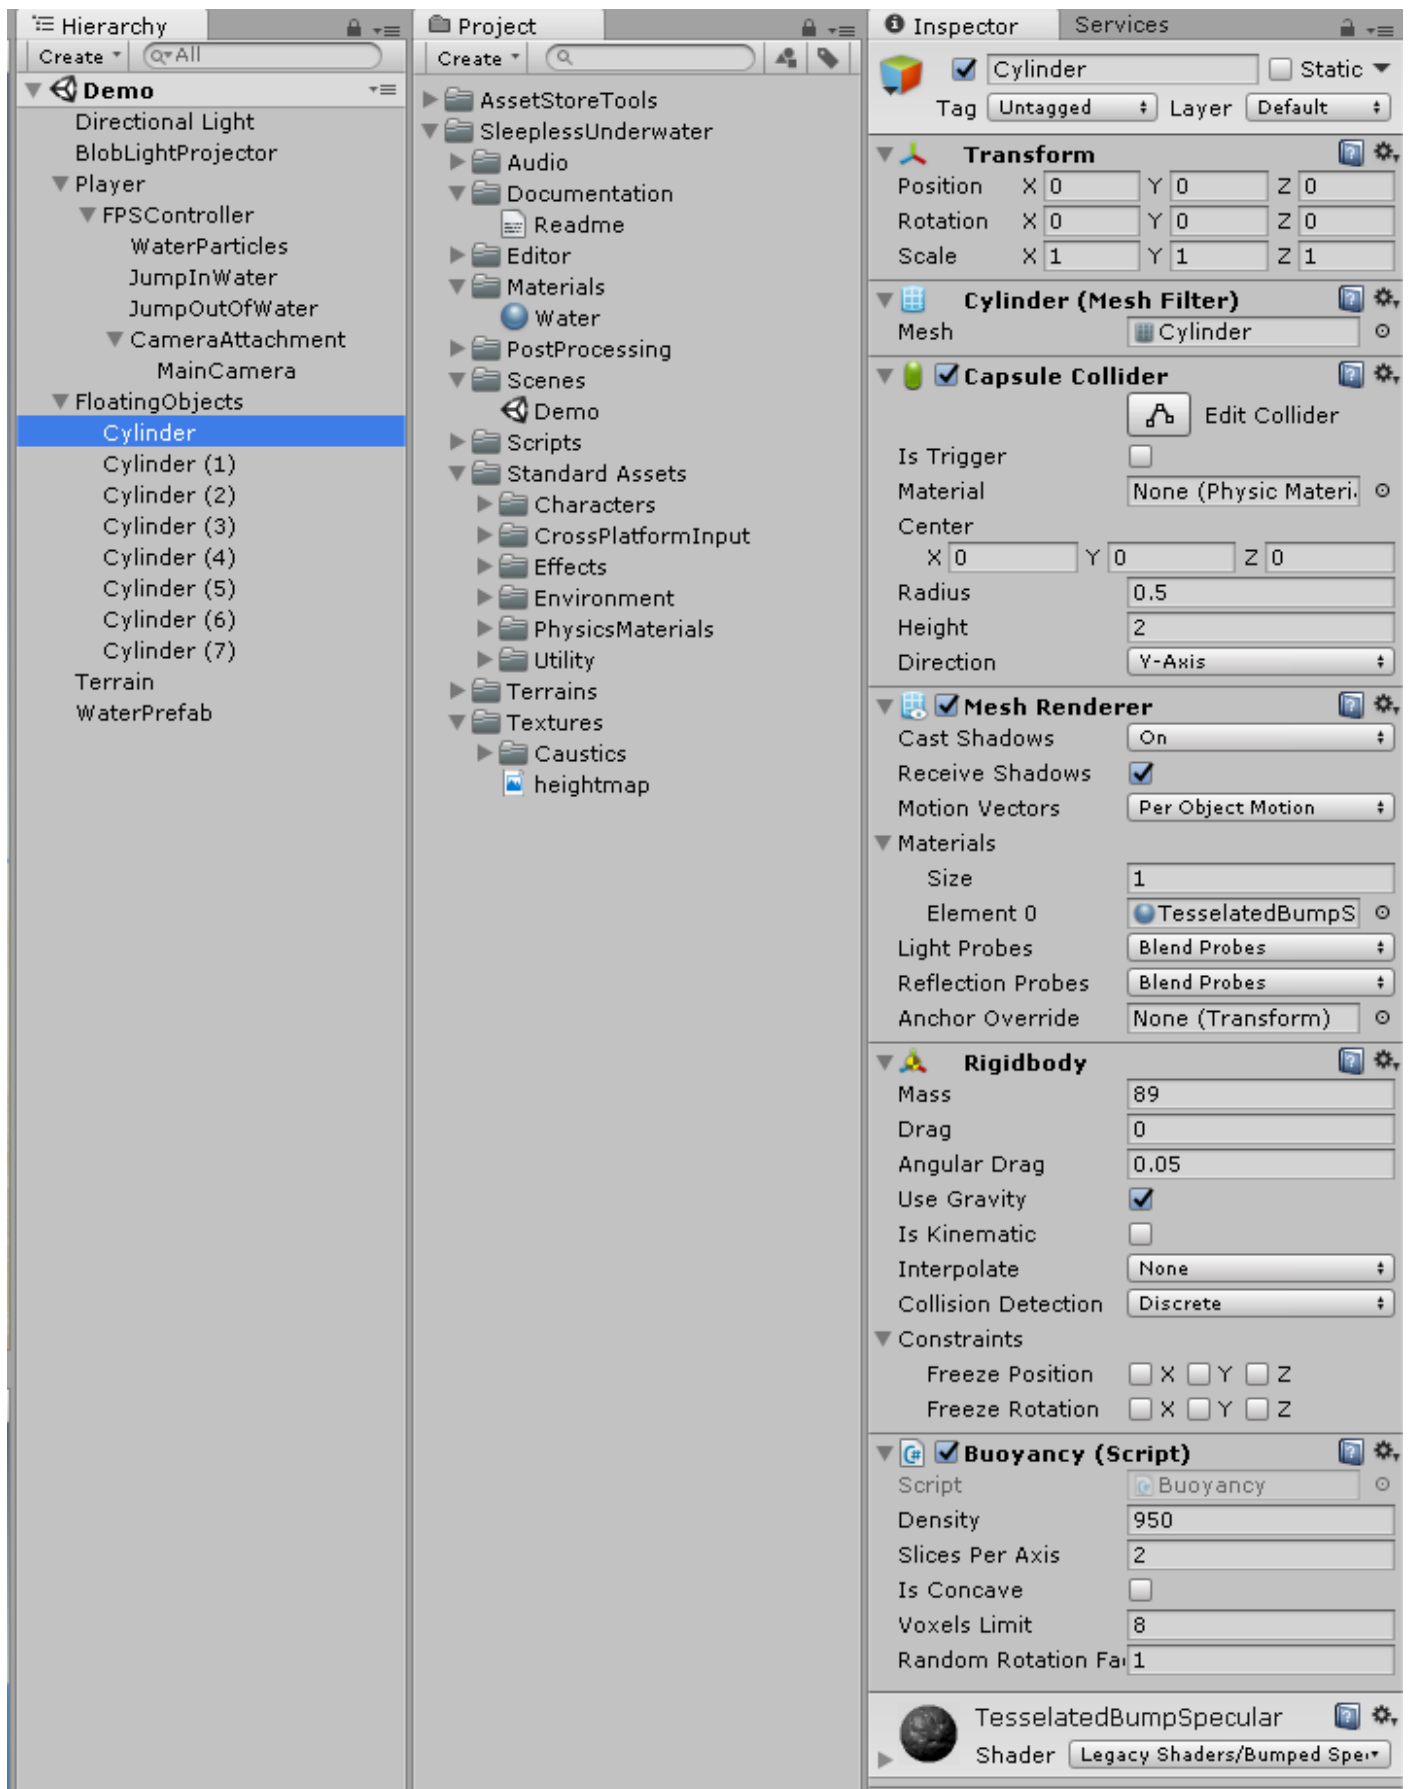 Hierarchy
Create
All
Demo
Directional Light
BlobLightProjector
Player
FPSController
WaterParticles
JumpInWater
JumpOutOfWater
CameraAttachment
MainCamera
FloatingObjects
Cylinder
Cylinder (1)
Cylinder (2)
Cylinder (3)
Cylinder (4)
Cylinder (5)
Cylinder (6)
Cylinder (7)
Terrain
WaterPrefab
Project
Create
AssetStoreTools
SleeplessUnderwater
Audio
Documentation
Readme
Editor
Materials
Water
PostProcessing
Scenes
Demo
Scripts
Standard Assets
Characters
CrossPlatformInput
Effects
Environment
PhysicsMaterials
Utility
Terrains
Textures
Caustics
heightmap
Inspector Services
Cylinder Static
Tag Untagged Layer Default
Transform
Position X 0 Y 0 Z 0
Rotation X 0 Y 0 Z 0
Scale X 1 Y 1 Z 1
Cylinder (Mesh Filter)
Mesh Cylinder
Capsule Collider
Edit Collider
Is Trigger
Material None (Physic Materi
Center
X 0 Y 0 Z 0
Radius 0.5
Height 2
Direction Y-Axis
Mesh Renderer
Cast Shadows On
Receive Shadows
Motion Vectors Per Object Motion
Materials
Size 1
Element 0 TesselatedBumpS
Light Probes Blend Probes
Reflection Probes Blend Probes
Anchor Override None (Transform)
Rigidbody
Mass 89
Drag 0
Angular Drag 0.05
Use Gravity
Is Kinematic
Interpolate None
Collision Detection Discrete
Constraints
Freeze Position X Y Z
Freeze Rotation X Y Z
Buoyancy (Script)
Script Buoyancy
Density 950
Slices Per Axis 2
Is Concave
Voxels Limit 8
Random Rotation Fa 1
TesselatedBumpSpecular
Shader Legacy Shaders/Bumped Spe